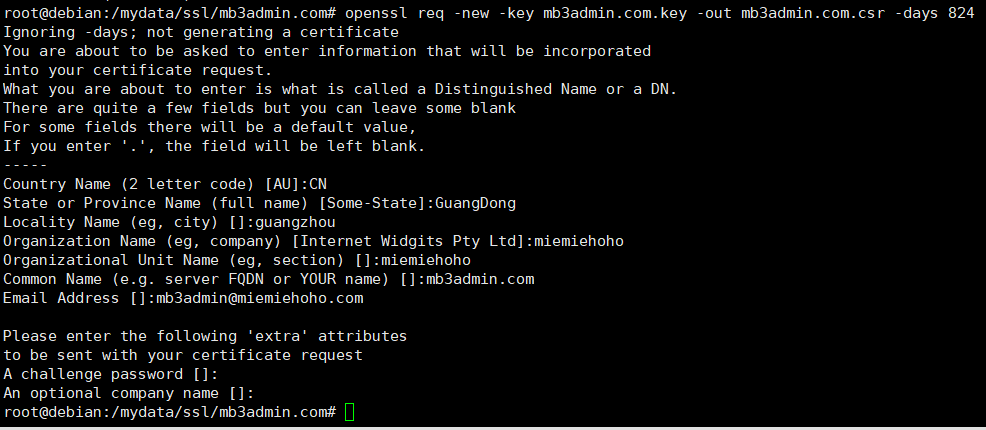 root@debian:/mydata/ssl/mb3admin.com# openssl req -new -key mb3admin.com.key -out mb3admin.com.csr -days 824
Ignoring -days; not generating a certificate
You are about to be asked to enter information that will be incorporated
into your certificate request.
What you are about to enter is what is called a Distinguished Name or a DN.
There are quite a few fields but you can leave some blank
For some fields there will be a default value,
If you enter '.', the field will be left blank.
-----
Country Name (2 letter code) [AU]:CN
State or Province Name (full name) [Some-State]:GuangDong
Locality Name (eg, city) []:guangzhou
Organization Name (eg, company) [Internet Widgits Pty Ltd]:miemiehoho
Organizational Unit Name (eg, section) []:miemiehoho
Common Name (e.g. server FQDN or YOUR name) []:mb3admin.com
Email Address []:mb3admin@miemiehoho.com

Please enter the following 'extra' attributes
to be sent with your certificate request
A challenge password []:
An optional company name []:
root@debian:/mydata/ssl/mb3admin.com#